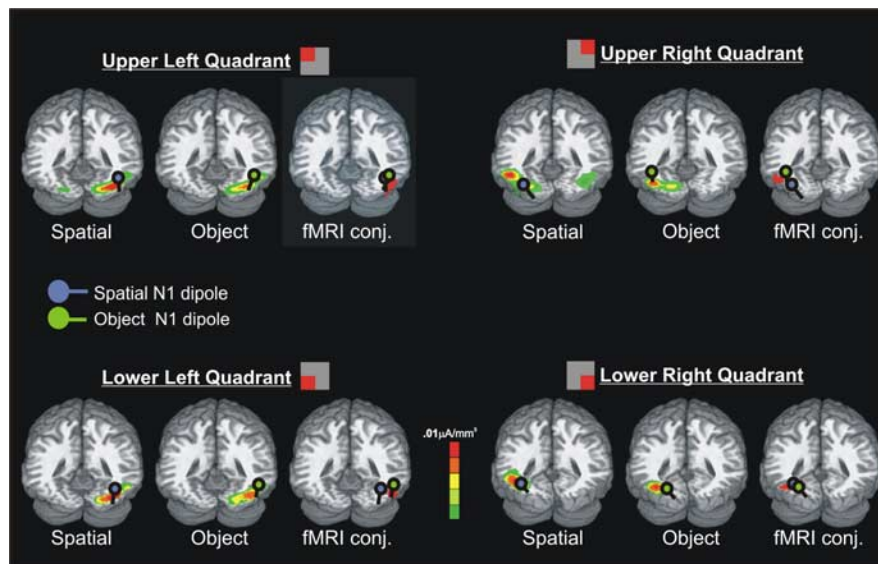 Upper Left Quadrant
Upper Right Quadrant
Spatial Object fMRI conj.
Spatial Object fMRI conj.
Spatial N1 dipole
Object N1 dipole
Lower Left Quadrant
Lower Right Quadrant
.01µA/mm³
Spatial Object fMRI conj.
Spatial Object fMRI conj.